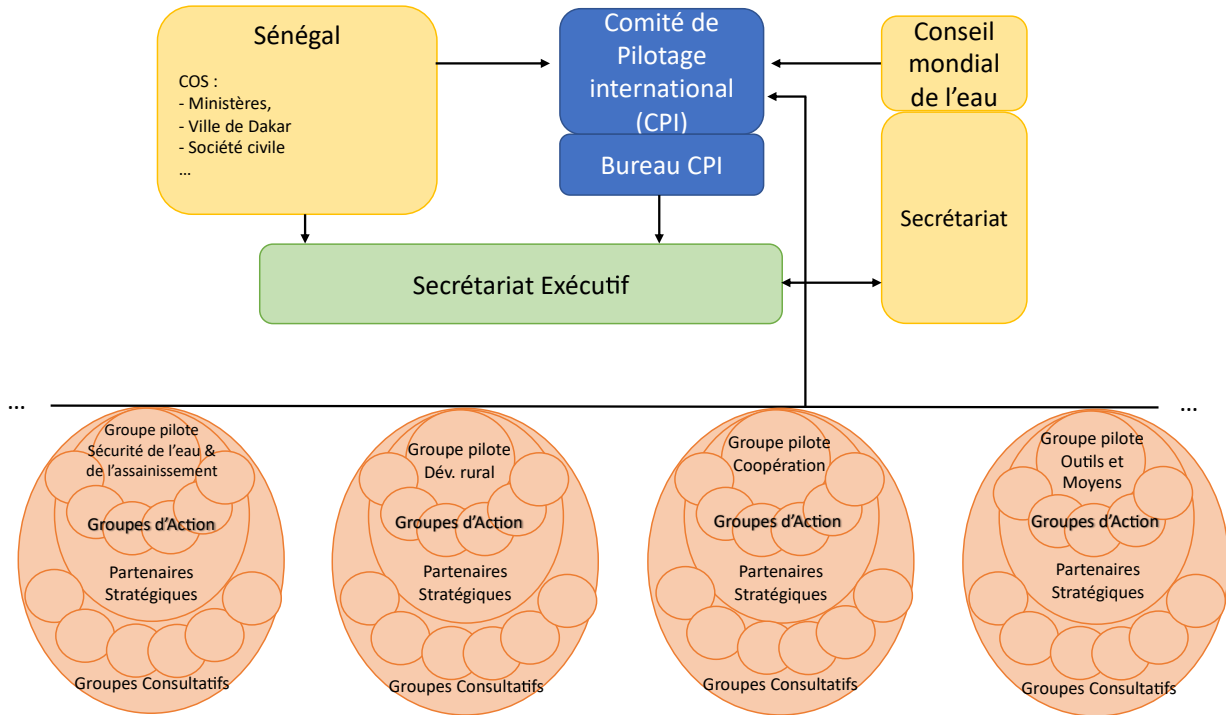 Sénégal
COS :
- Ministères,
- Ville de Dakar
- Société civile
...
Comité de
Pilotage
international
(CPI)
Bureau CPI
Conseil
mondial
de l'eau
Secrétariat
Secrétariat Exécutif
...
...
Groupe pilote
Sécurité de l'eau &
de l'assainissement
Groupes d'Action
Partenaires
Stratégiques
Groupes Consultatifs
Groupe pilote
Dév. rural
Groupes d'Action
Partenaires
Stratégiques
Groupes Consultatifs
Groupe pilote
Coopération
Groupes d'Action
Partenaires
Stratégiques
Groupes Consultatifs
Groupe pilote
Outils et
Moyens
Groupes d'Action
Partenaires
Stratégiques
Groupes Consultatifs